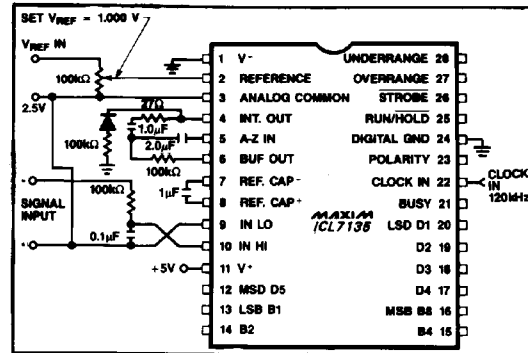 SET VREF = 1.000 V
VREF IN
100kΩ
2.5V
27Ω
1.0µF
100kΩ
2.0µF
100kΩ
100kΩ
1µF
SIGNAL INPUT
0.1µF
+5V
1 V-
2 REFERENCE
3 ANALOG COMMON
4 INT. OUT
5 A-Z IN
6 BUF OUT
7 REF. CAP-
8 REF. CAP+
9 IN LO
10 IN HI
11 V+
12 MSD D5
13 LSB B1
14 B2
MAXIM
ICL7135
UNDERRANGE 28
OVERRANGE 27
STROBE 26
RUN/HOLD 25
DIGITAL GND 24
POLARITY 23
CLOCK IN 22
BUSY 21
LSD D1 20
D2 19
D3 18
D4 17
MSB B8 16
B4 15
CLOCK
IN
120kHz